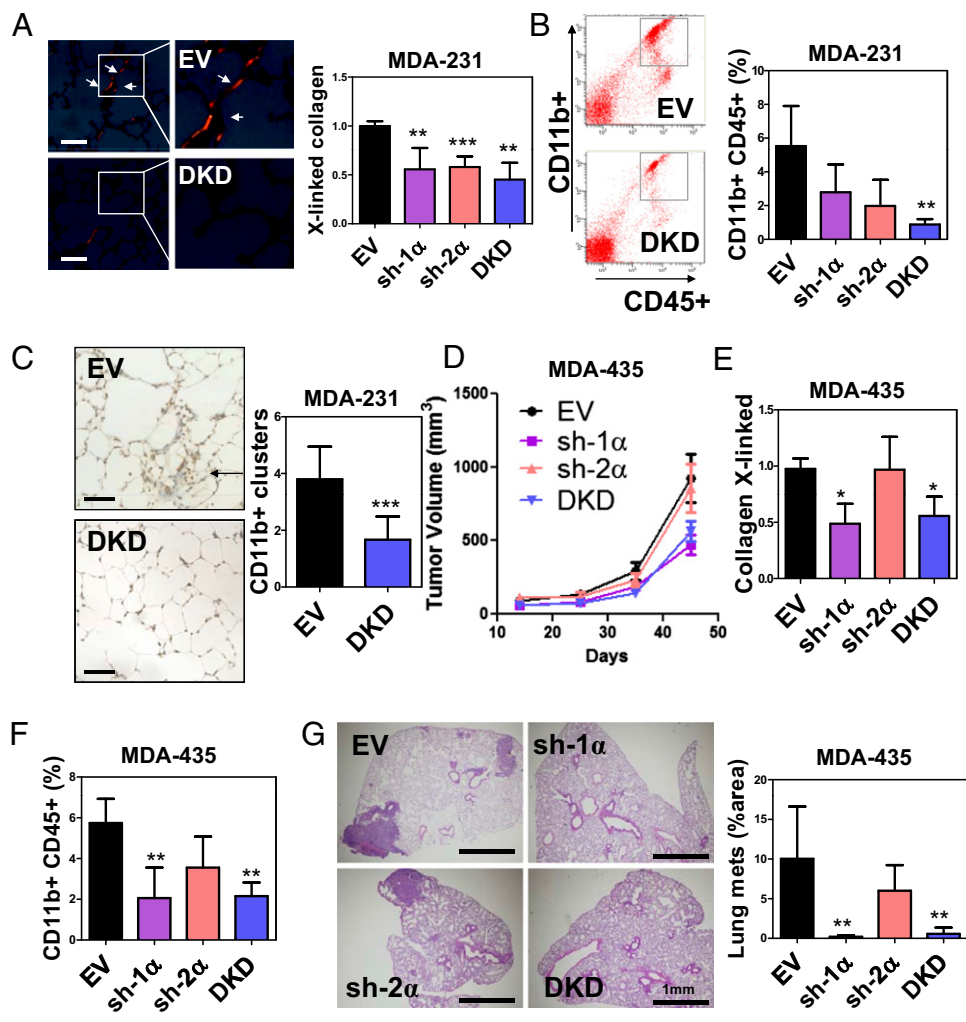 A
EV
DKD
MDA-231
X-linked collagen
1.5
1.0
0.5
0.0
**
***
**
EV
sh-1α
sh-2α
DKD
B
CD11b+
EV
DKD
CD45+
MDA-231
CD11b+ CD45+ (%)
10
8
6
4
2
0
**
EV
sh-1α
sh-2α
DKD
C
EV
DKD
MDA-231
CD11b+ clusters
6
4
2
0
***
EV
DKD
D
MDA-435
Tumor Volume (mm³)
1500
1000
500
0
EV
sh-1α
sh-2α
DKD
10
20
30
40
50
Days
E
MDA-435
Collagen X-linked
1.5
1.0
0.5
0.0
*
*
EV
sh-1α
sh-2α
DKD
F
MDA-435
CD11b+ CD45+ (%)
8
6
4
2
0
**
**
EV
sh-1α
sh-2α
DKD
G
EV
sh-1α
sh-2α
DKD
1mm
MDA-435
Lung mets (%area)
20
15
10
5
0
**
**
EV
sh-1α
sh-2α
DKD